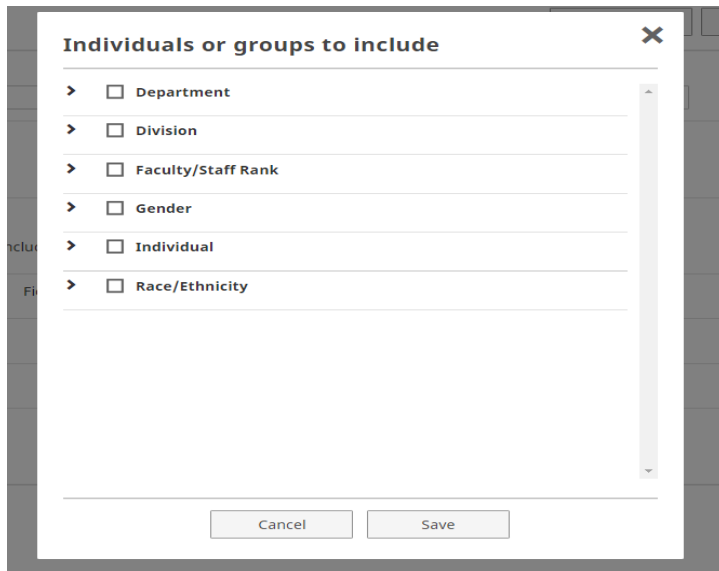 Individuals or groups to include
Department
Division
Faculty/Staff Rank
Gender
Individual
Race/Ethnicity
Cancel
Save